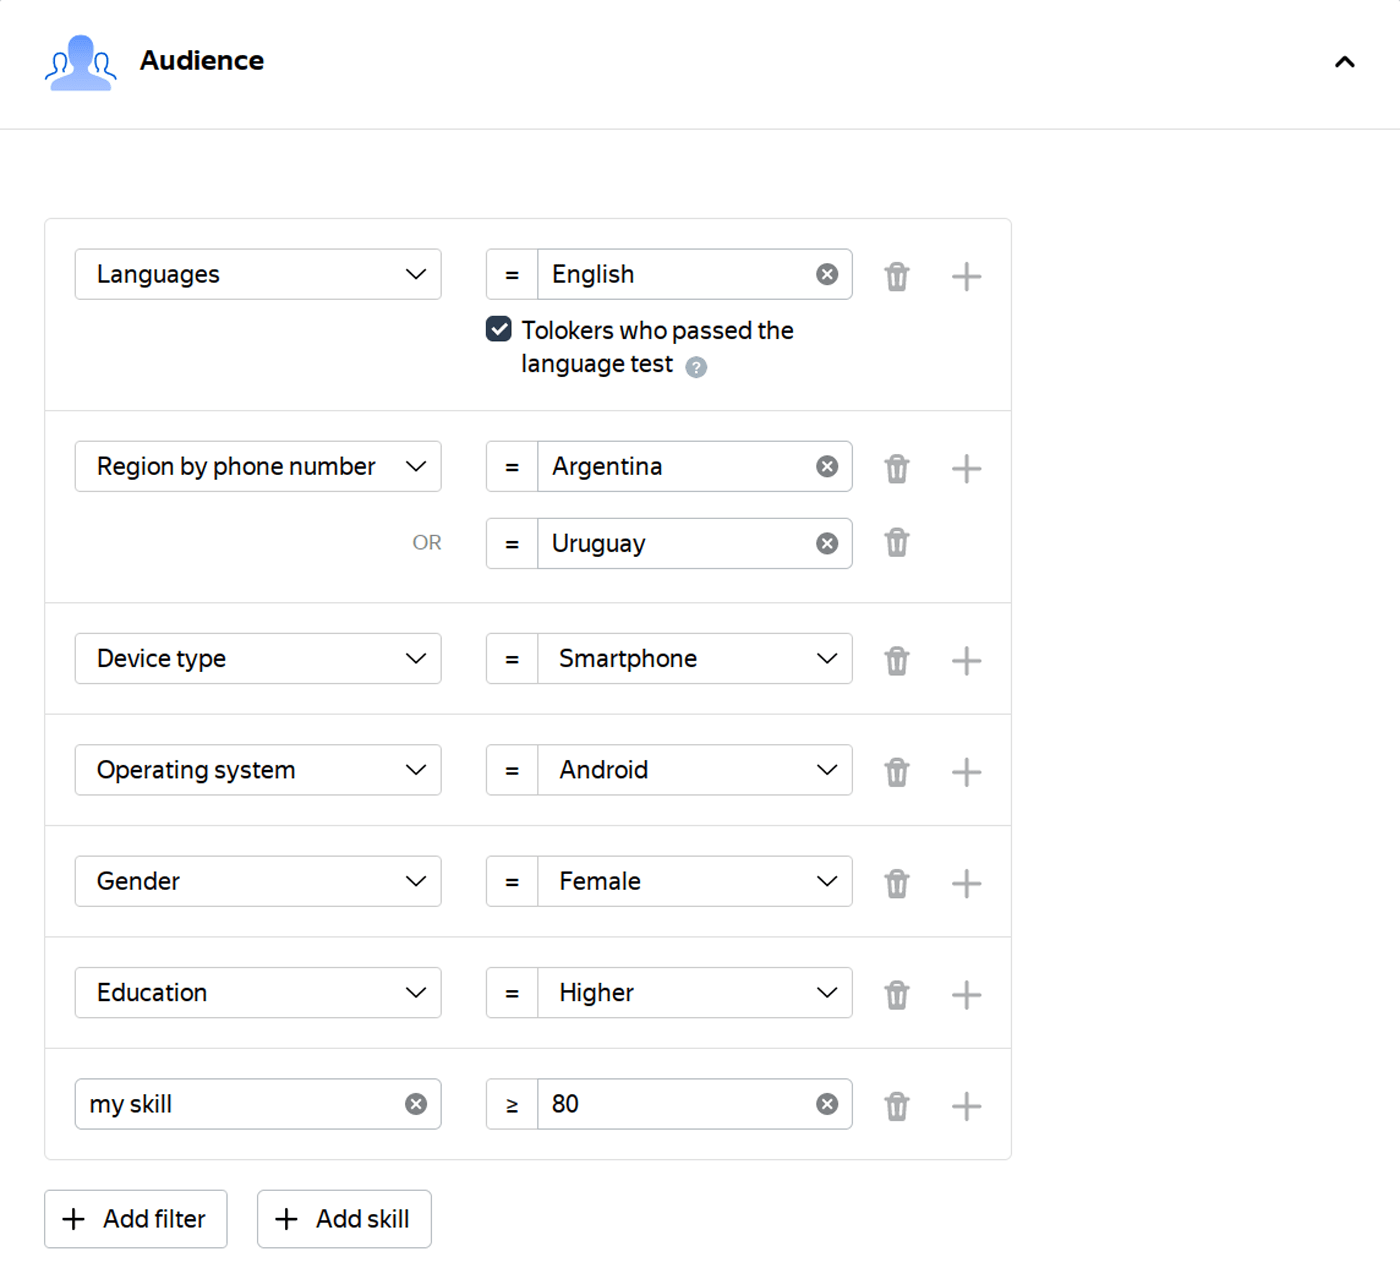 Audience
Languages = English
Tolokers who passed the
language test ?
Region by phone number = Argentina
OR = Uruguay
Device type = Smartphone
Operating system = Android
Gender = Female
Education = Higher
my skill ≥ 80
+ Add filter + Add skill